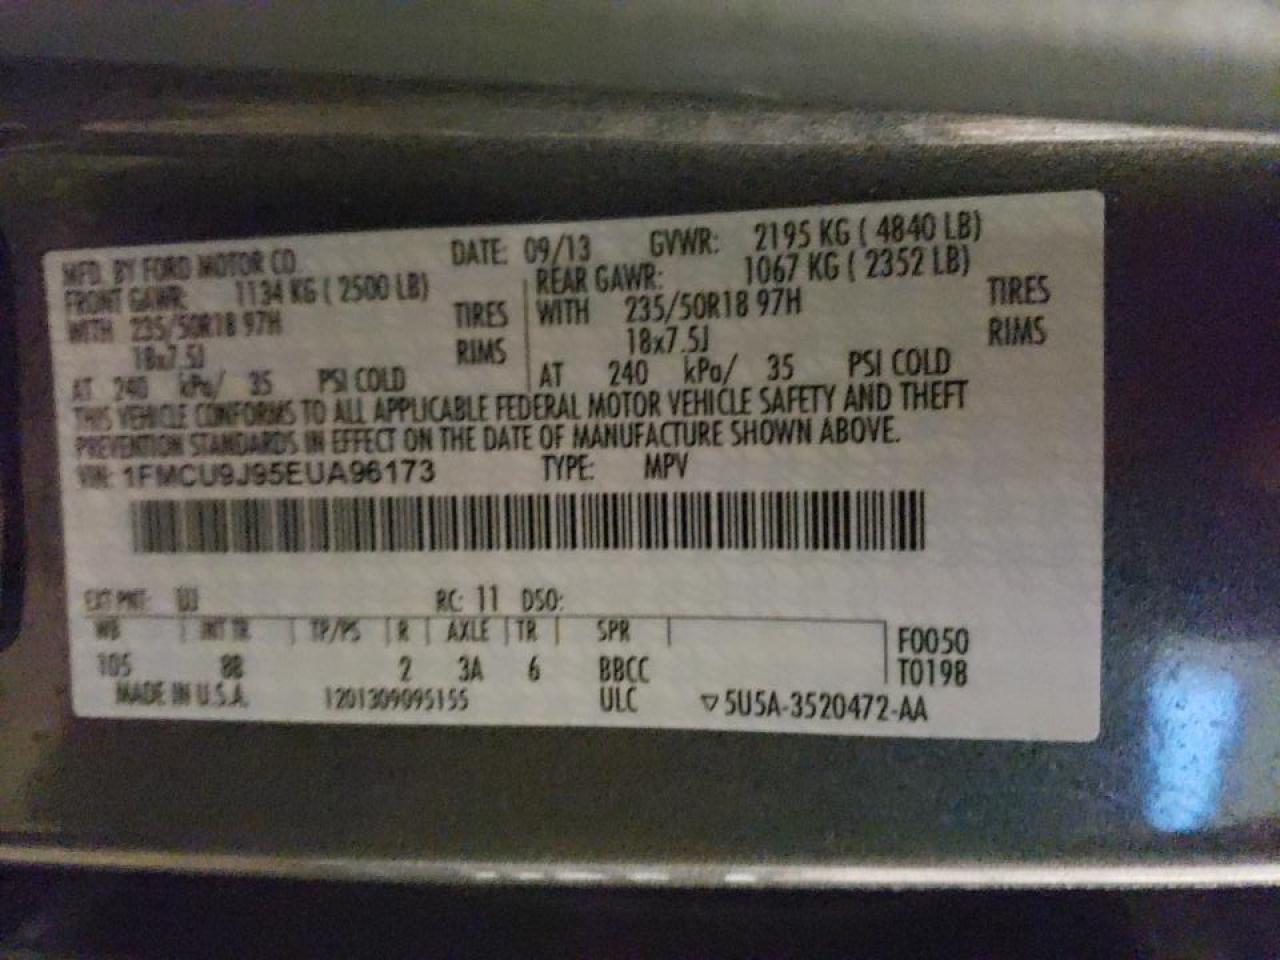 MFD. BY FORD MOTOR CO. DATE: 09/13 GVWR: 2195 KG ( 4840 LB)
FRONT GAWR: 1134 KG ( 2500 LB) REAR GAWR: 1067 KG ( 2352 LB)
WITH 235/50R18 97H TIRES WITH 235/50R18 97H TIRES
18x7.5J RIMS 18x7.5J RIMS
AT 240 kPa/ 35 PSI COLD AT 240 kPa/ 35 PSI COLD
THIS VEHICLE CONFORMS TO ALL APPLICABLE FEDERAL MOTOR VEHICLE SAFETY AND THEFT
PREVENTION STANDARDS IN EFFECT ON THE DATE OF MANUFACTURE SHOWN ABOVE.
VIN: 1FMCU9J95EUA96173 TYPE: MPV
EXT PNT: UJ RC: 11 DSO:
WB INT TR TP/PS R AXLE TR SPR F0050
105 88 2 3A 6 BBCC T0198
MADE IN U.S.A. 1201309095155 ULC ▽5U5A-3520472-AA